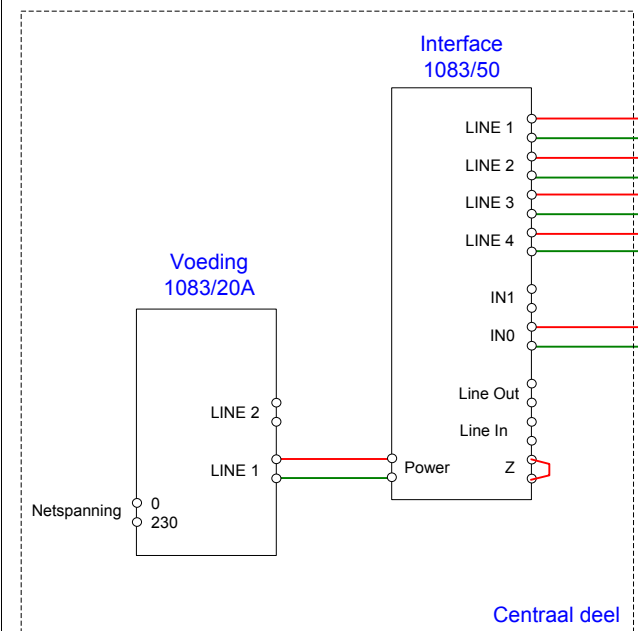 Interface
1083/50
LINE 1
LINE 2
LINE 3
LINE 4
IN1
IN0
Line Out
Line In
Power
Z
Voeding
1083/20A
LINE 2
LINE 1
Netspanning
0
230
Centraal deel